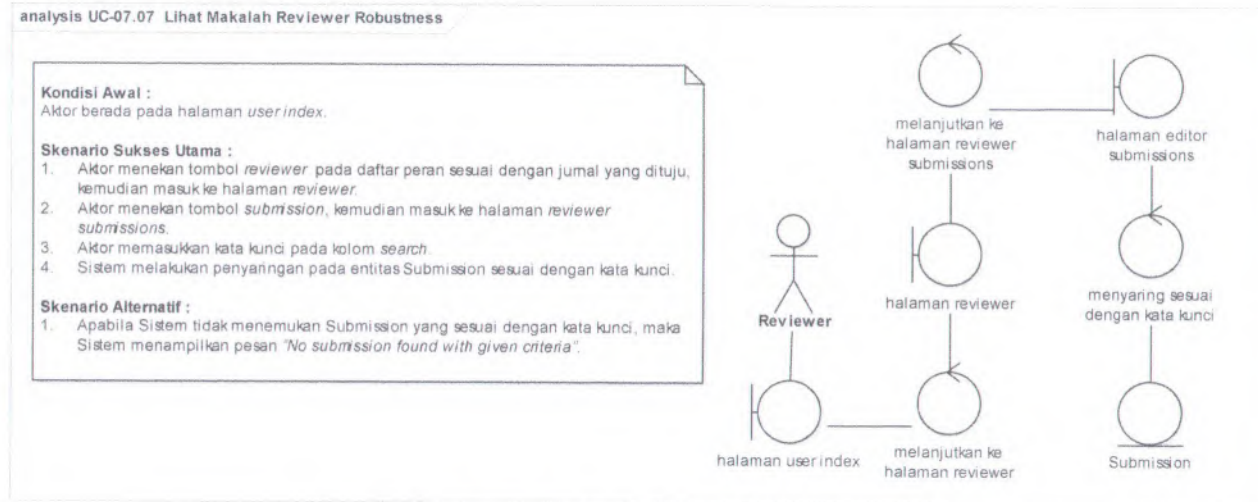 analysis UC-07.07 Lihat Makalah Reviewer Robustness
Kondisi Awal :
Aktor berada pada halaman user index.
Skenario Sukses Utama :
1. Aktor menekan tombol reviewer pada daftar peran sesuai dengan jurnal yang dituju,
kemudian masuk ke halaman reviewer.
2. Aktor menekan tombol submission, kemudian masuk ke halaman reviewer
submissions.
3. Aktor memasukkan kata kunci pada kolom search.
4. Sistem melakukan penyaringan pada entitas Submission sesuai dengan kata kunci.
Skenario Alternatif :
1. Apabila Sistem tidak menemukan Submission yang sesuai dengan kata kunci, maka
Sistem menampilkan pesan "No submission found with given criteria".
melanjutkan ke
halaman reviewer
submissions
halaman editor
submissions
Reviewer
halaman reviewer
menyaring sesuai
dengan kata kunci
halaman user index
melanjutkan ke
halaman reviewer
Submission